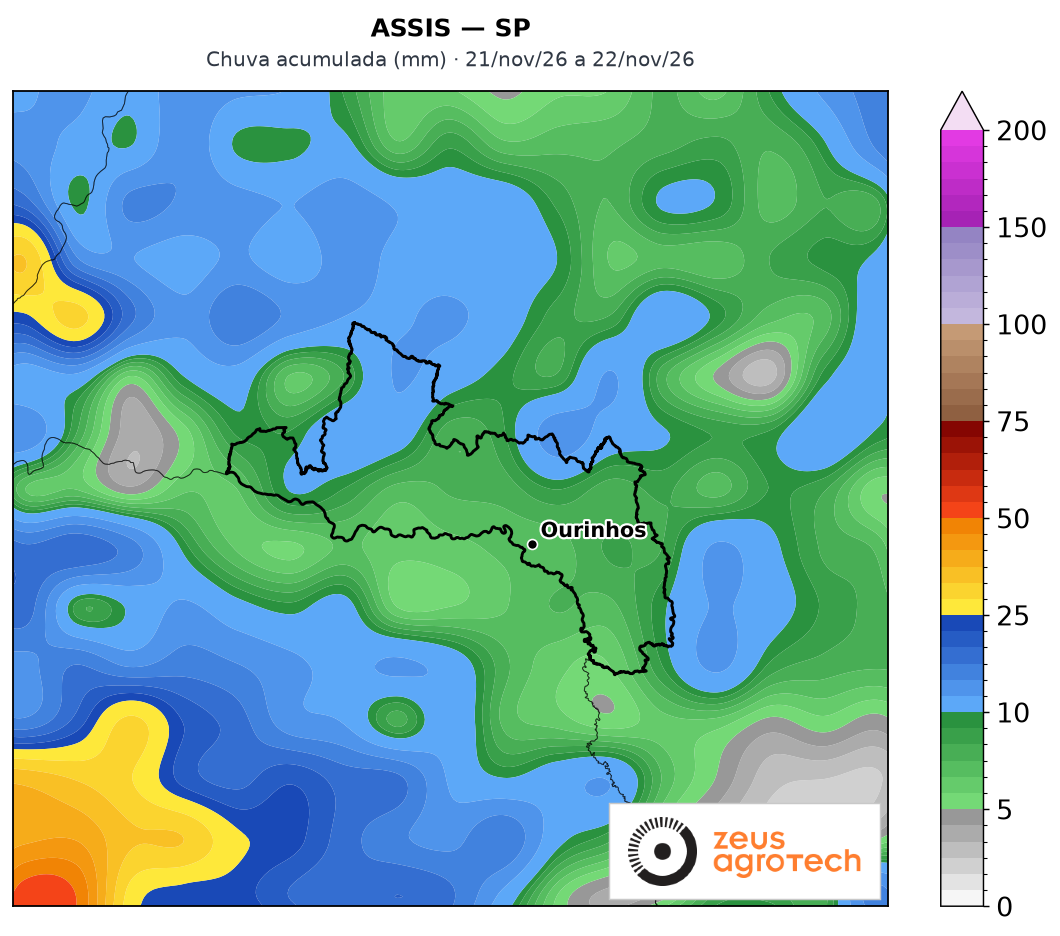 ASSIS — SP
Chuva acumulada (mm) · 21/nov/26 a 22/nov/26
200
150
100
75
50
25
10
5
0
Ourinhos
zeus
agrotech